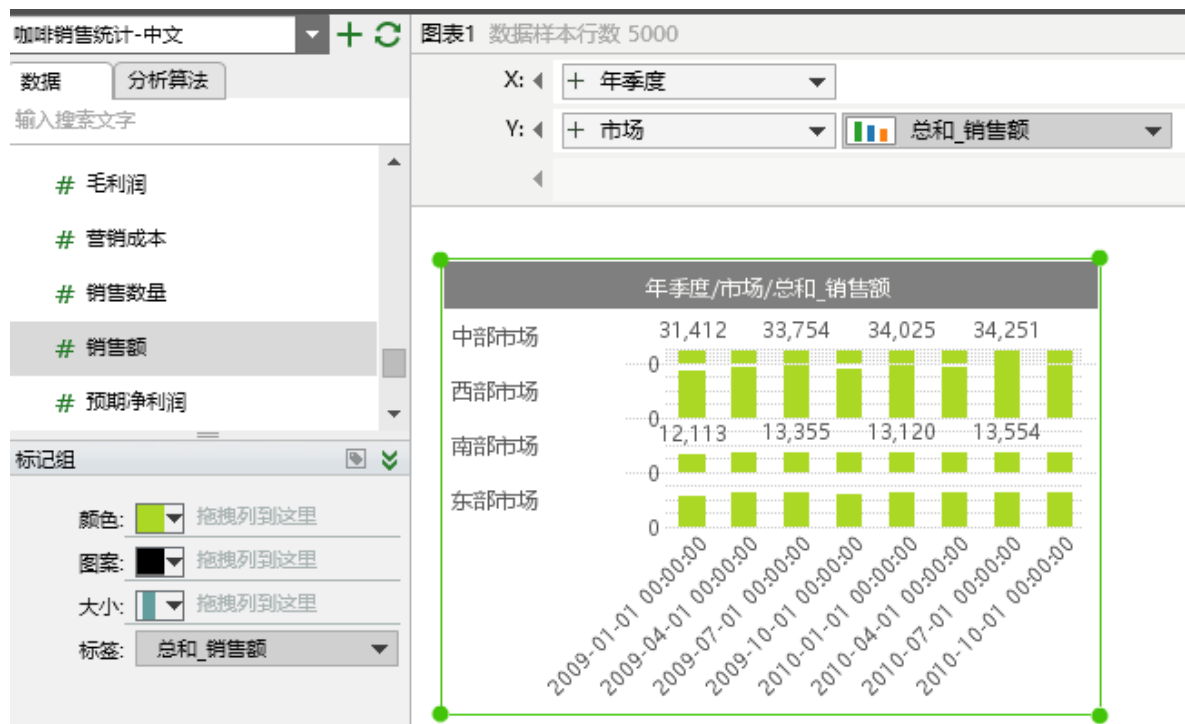 咖啡销售统计-中文
数据 分析算法
输入搜索文字
# 毛利润
# 营销成本
# 销售数量
# 销售额
# 预期净利润
标记组
颜色: 拖拽列到这里
图案: 拖拽列到这里
大小: 拖拽列到这里
标签: 总和_销售额
图表1 数据样本行数 5000
X: 年季度
Y: 市场 总和_销售额
年季度/市场/总和_销售额
中部市场 31,412 33,754 34,025 34,251
0
西部市场
0
南部市场 12,113 13,355 13,120 13,554
0
东部市场
0
2009-01-01 00:00:00
2009-04-01 00:00:00
2009-07-01 00:00:00
2009-10-01 00:00:00
2010-01-01 00:00:00
2010-04-01 00:00:00
2010-07-01 00:00:00
2010-10-01 00:00:00